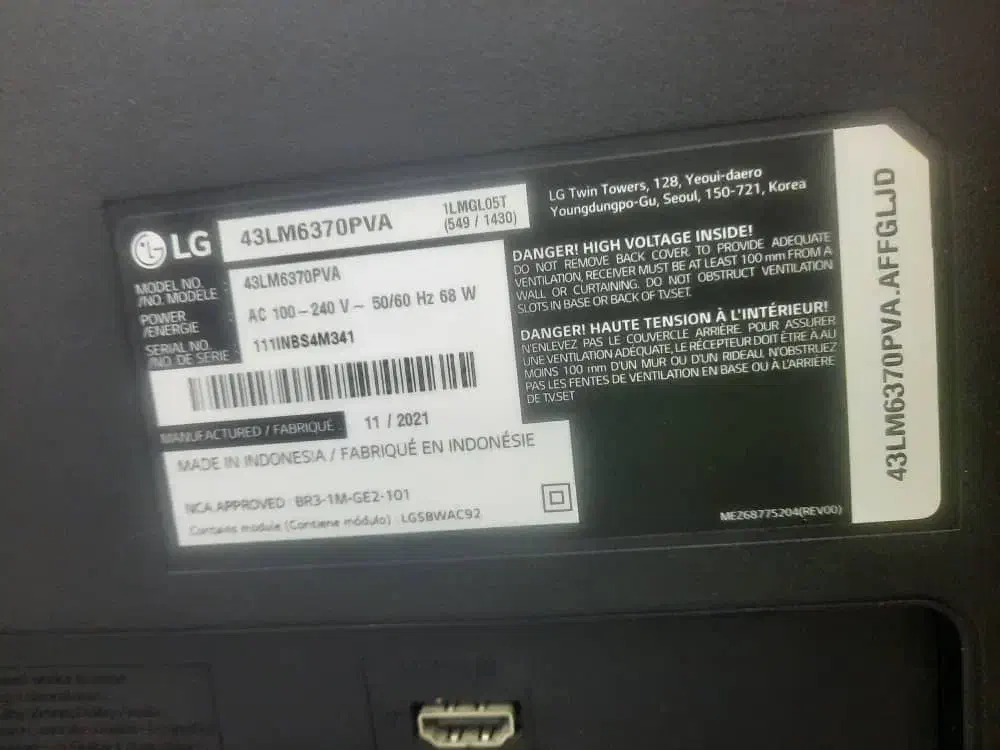 LG
43LM6370PVA
1LMGL05T
(549 / 1430)
LG Twin Towers, 128, Yeoui-daero
Youngdungpo-Gu, Seoul, 150-721, Korea
MODEL NO.
/NO. MODÈLE :
43LM6370PVA
POWER
/ÉNERGIE :
AC 100-240 V~ 50/60 Hz 68 W
SERIAL NO.
/NO. DE SÉRIE :
111INBS4M341
MANUFACTURED / FABRIQUÉ :
11 / 2021
MADE IN INDONESIA / FABRIQUÉ EN INDONÉSIE
NCA APPROVED : BR3-1M-GE2-101
Contains module (Contiene módulo) : LGSBWAC92
DANGER! HIGH VOLTAGE INSIDE!
DO NOT REMOVE BACK COVER. TO PROVIDE ADEQUATE
VENTILATION, RECEIVER MUST BE AT LEAST 100 mm FROM A
WALL OR CURTAINING. DO NOT OBSTRUCT VENTILATION
SLOTS IN BASE OR BACK OF TV.SET.
DANGER! HAUTE TENSION À L'INTÉRIEUR!
N'ENLEVEZ PAS LE COUVERCLE ARRIÈRE. POUR ASSURER
UNE VENTILATION ADÉQUATE, LE RÉCEPTEUR DOIT ÊTRE À AU
MOINS 100 mm D'UN MUR OU D'UN RIDEAU. N'OBSTRUEZ
PAS LES FENTES DE VENTILATION EN BASE OU À L'ARRIÈRE
DE TV.SET
MEZ68775204(REV00)
43LM6370PVA.AFFGLJD